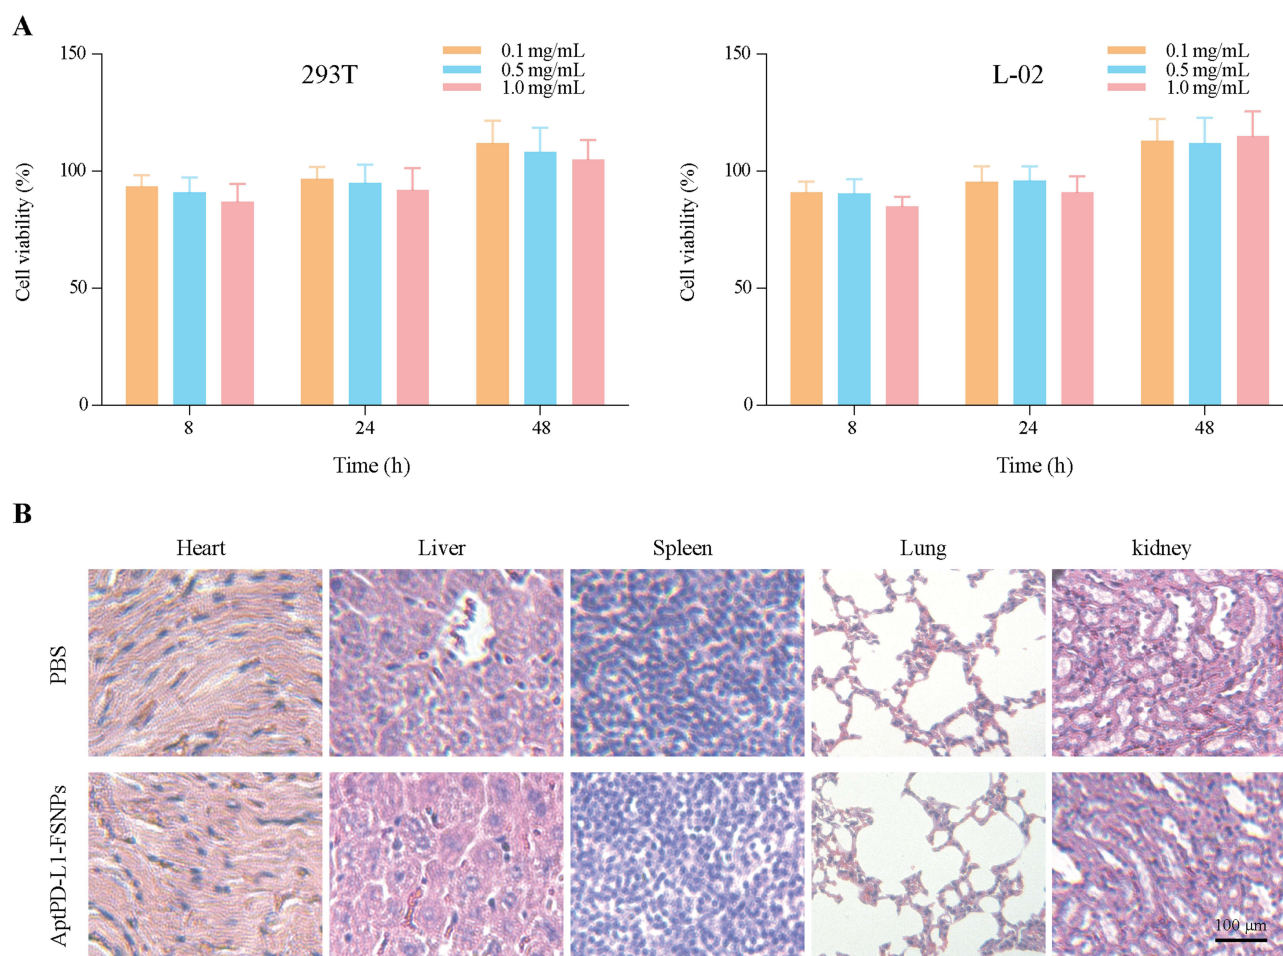 A
293T
0.1 mg/mL
0.5 mg/mL
1.0 mg/mL
Cell viability (%)
150
100
50
0
8
24
48
Time (h)
L-02
0.1 mg/mL
0.5 mg/mL
1.0 mg/mL
Cell viability (%)
150
100
50
0
8
24
48
Time (h)
B
Heart
Liver
Spleen
Lung
kidney
PBS
AptPD-L1-FSNPs
100 μm